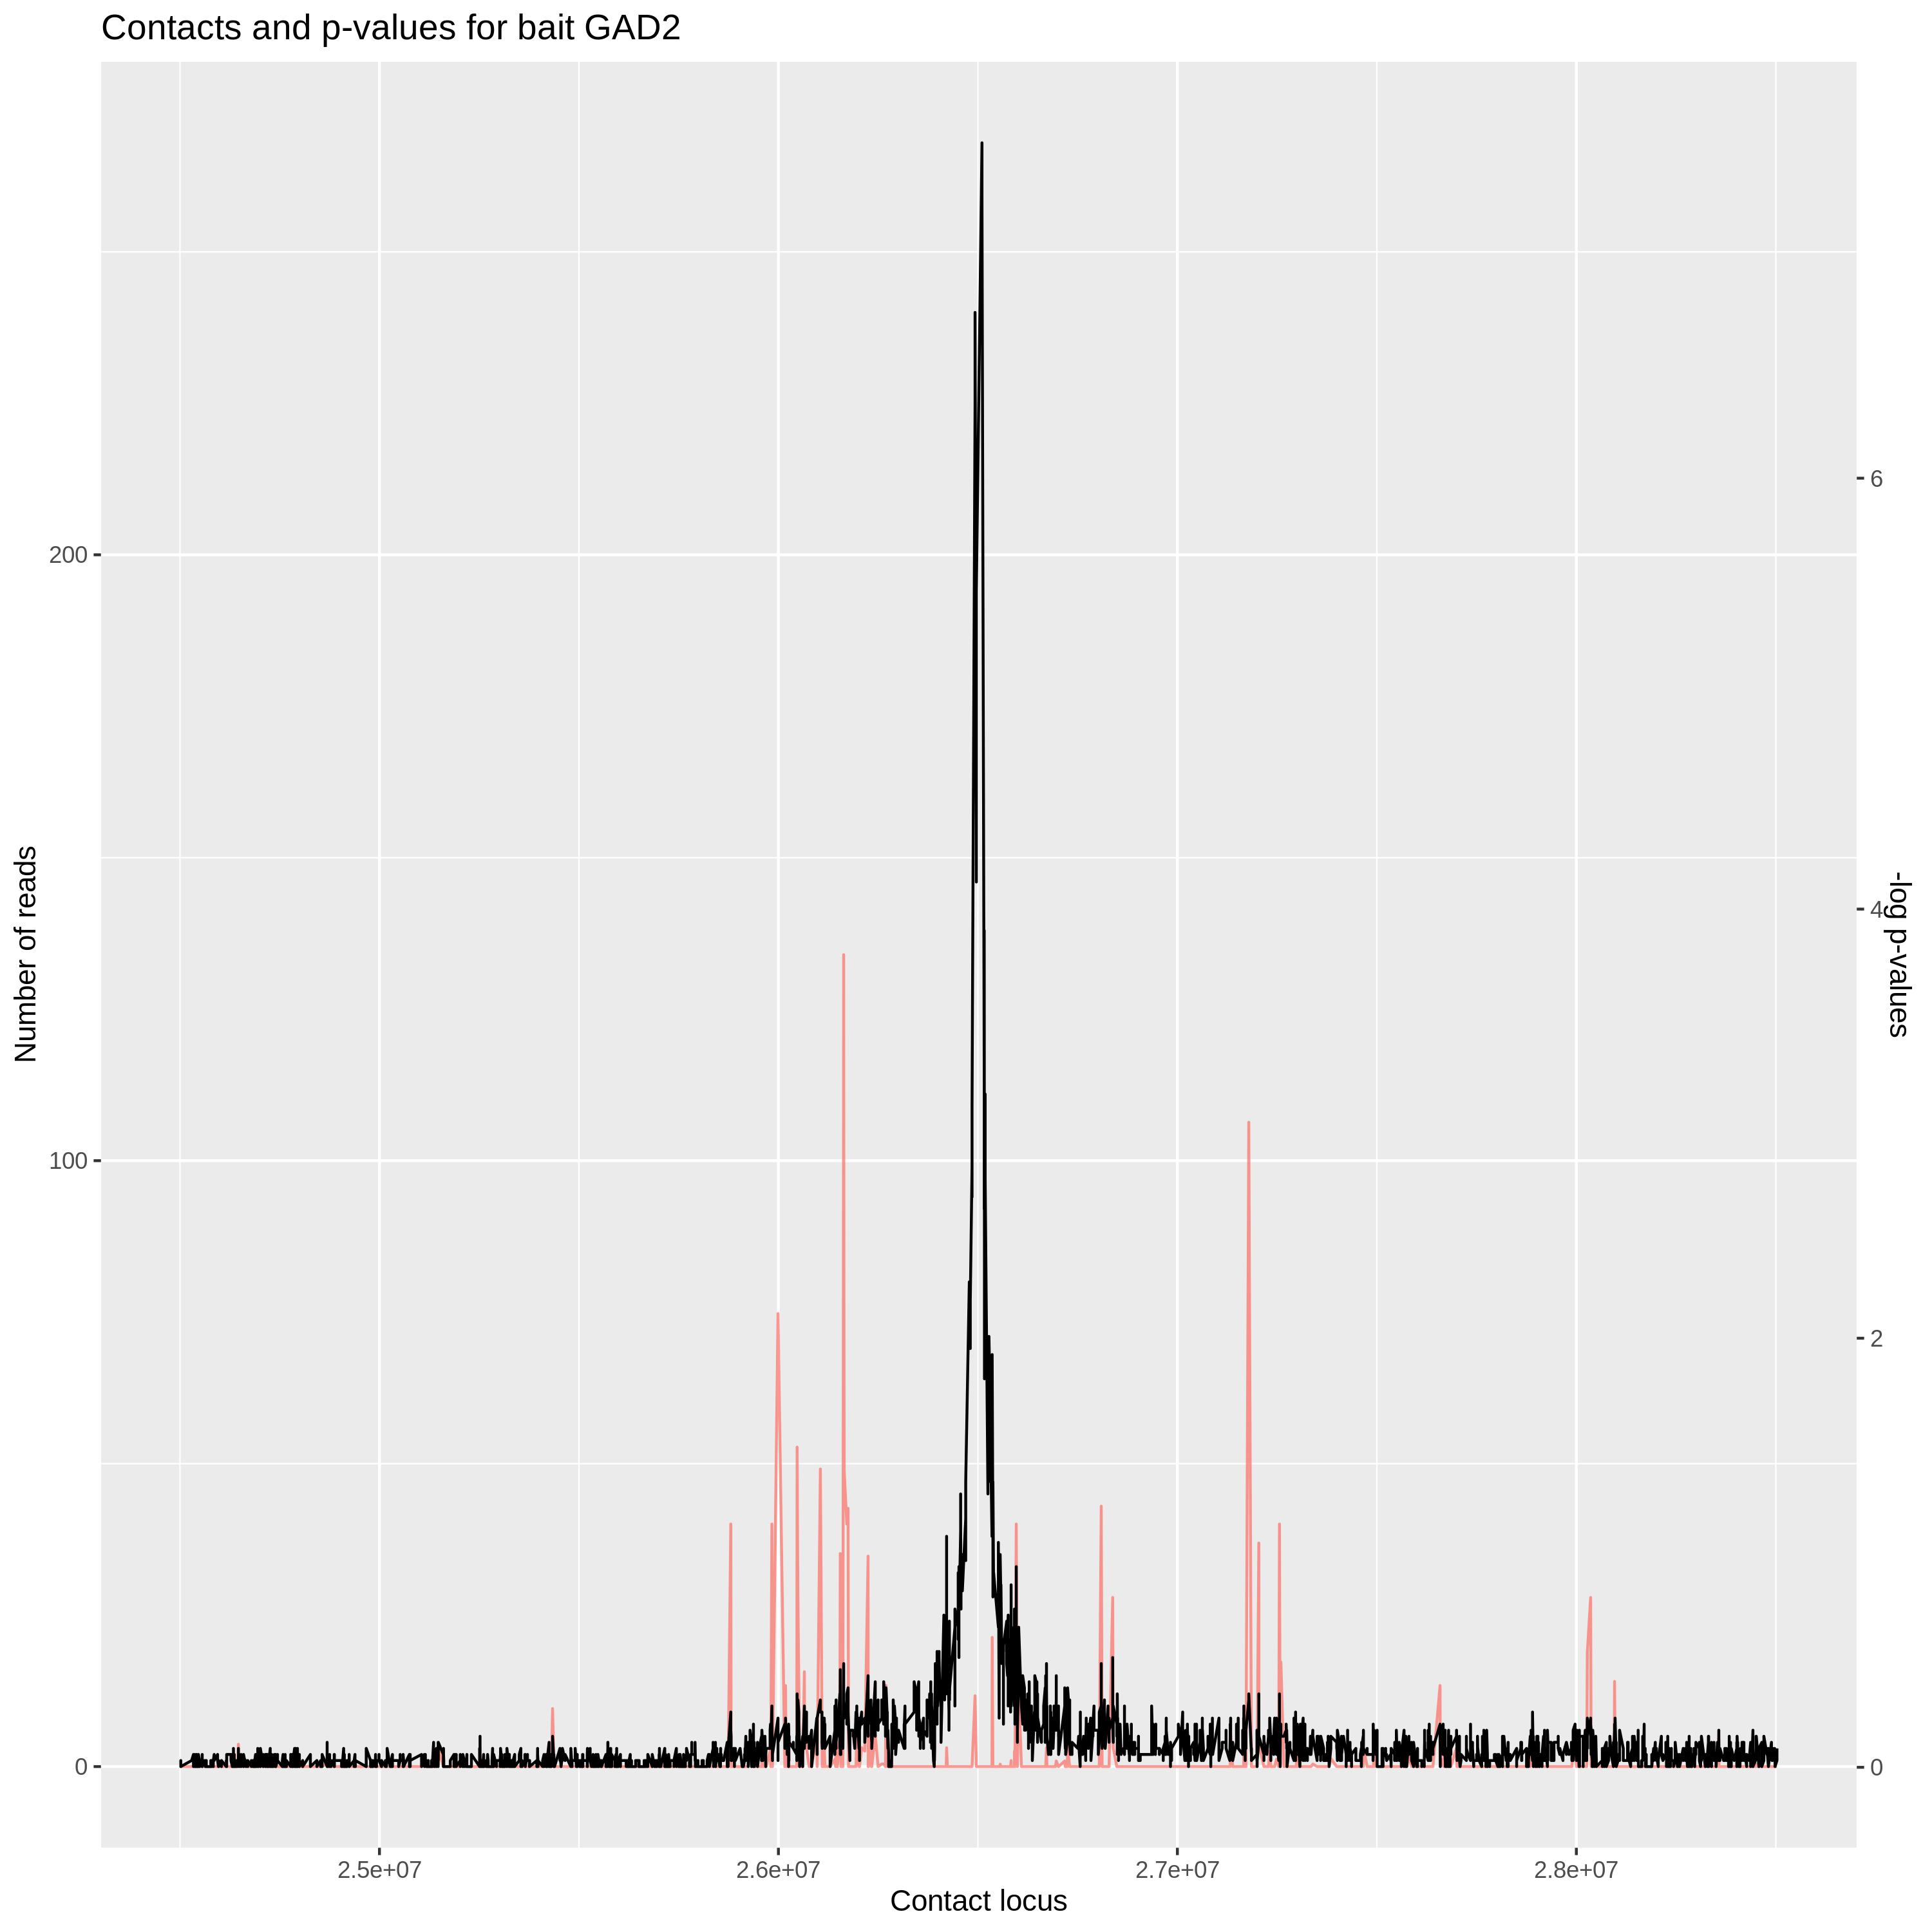 Contacts and p-values for bait GAD2
Number of reads
200
100
0
6
4
2
0
-log p-values
2.5e+07
2.6e+07
2.7e+07
2.8e+07
Contact locus